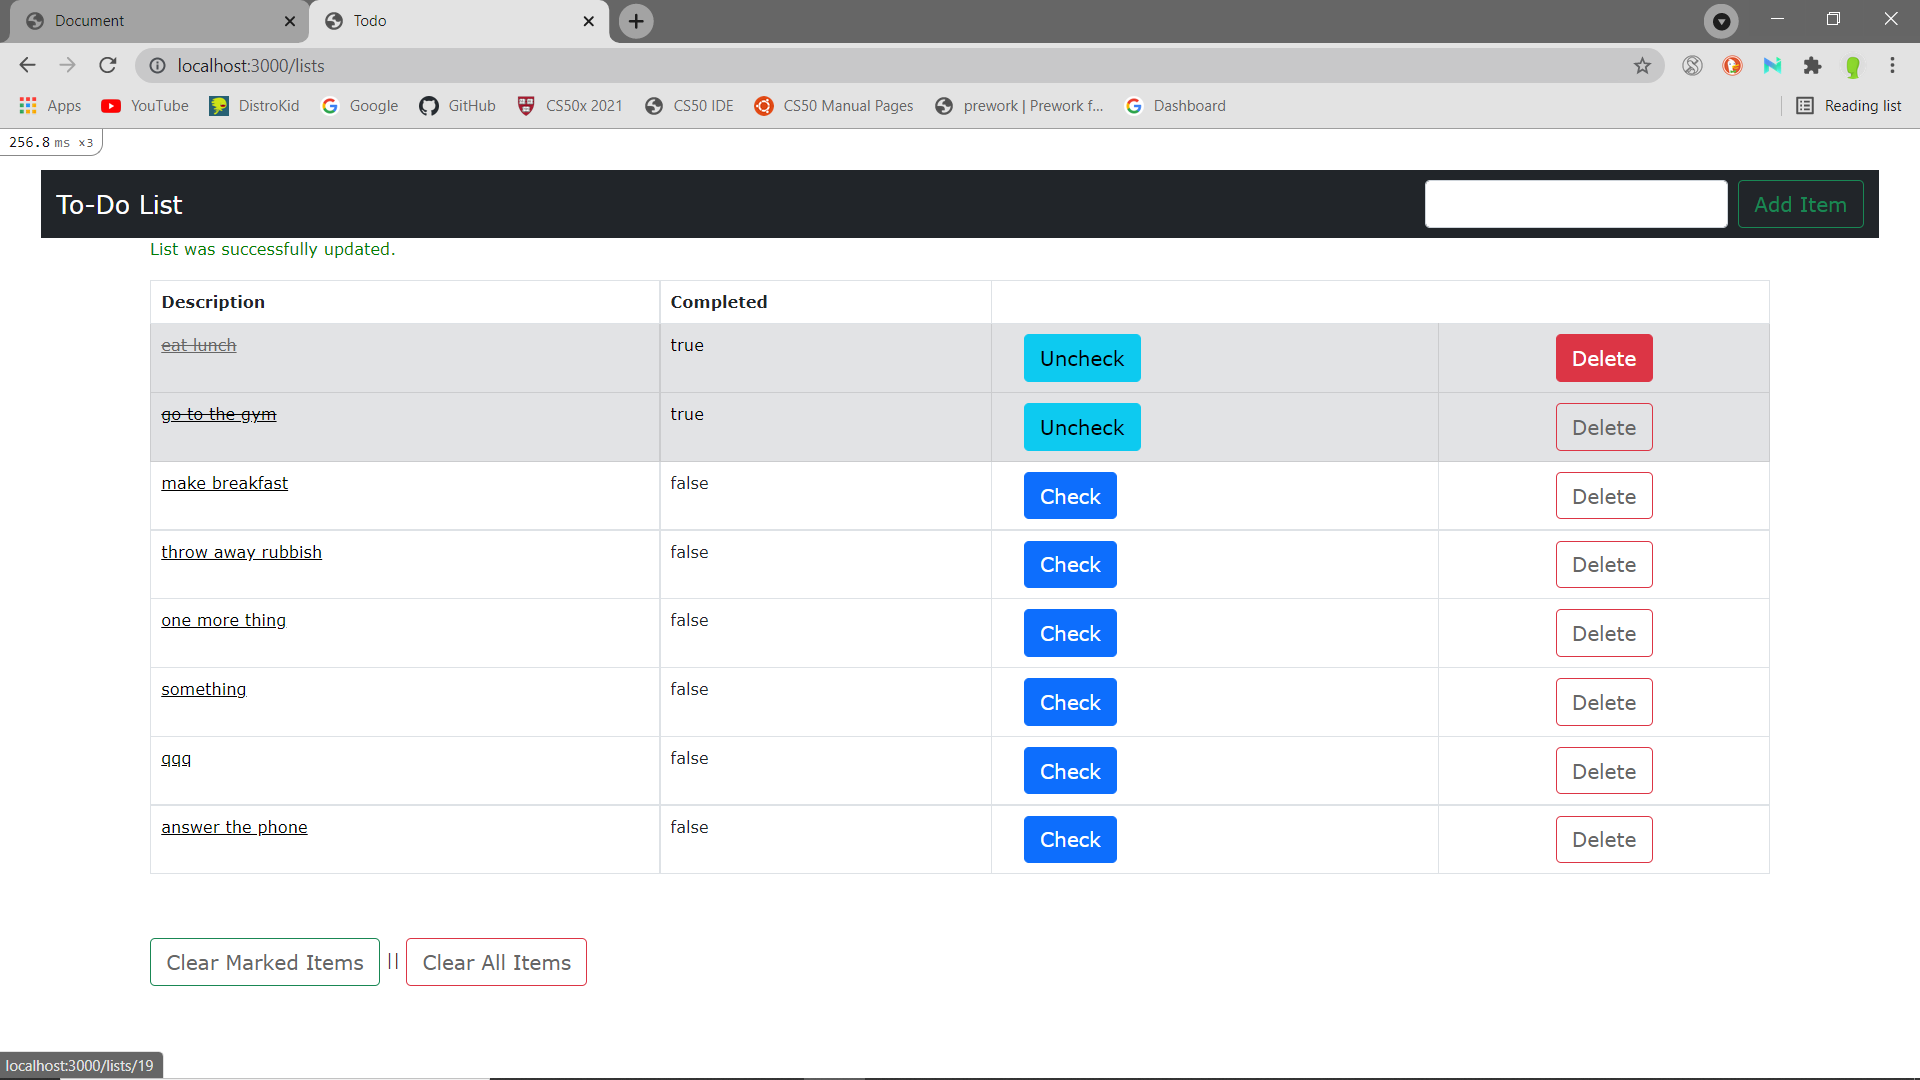 Document
Todo
localhost:3000/lists
Apps YouTube DistroKid Google GitHub CS50x 2021 CS50 IDE CS50 Manual Pages prework | Prework f... Dashboard Reading list
256.8 ms x3
To-Do List Add Item
List was successfully updated.
Description Completed
eat lunch true Uncheck Delete
go to the gym true Uncheck Delete
make breakfast false Check Delete
throw away rubbish false Check Delete
one more thing false Check Delete
something false Check Delete
qqq false Check Delete
answer the phone false Check Delete
Clear Marked Items || Clear All Items
localhost:3000/lists/19